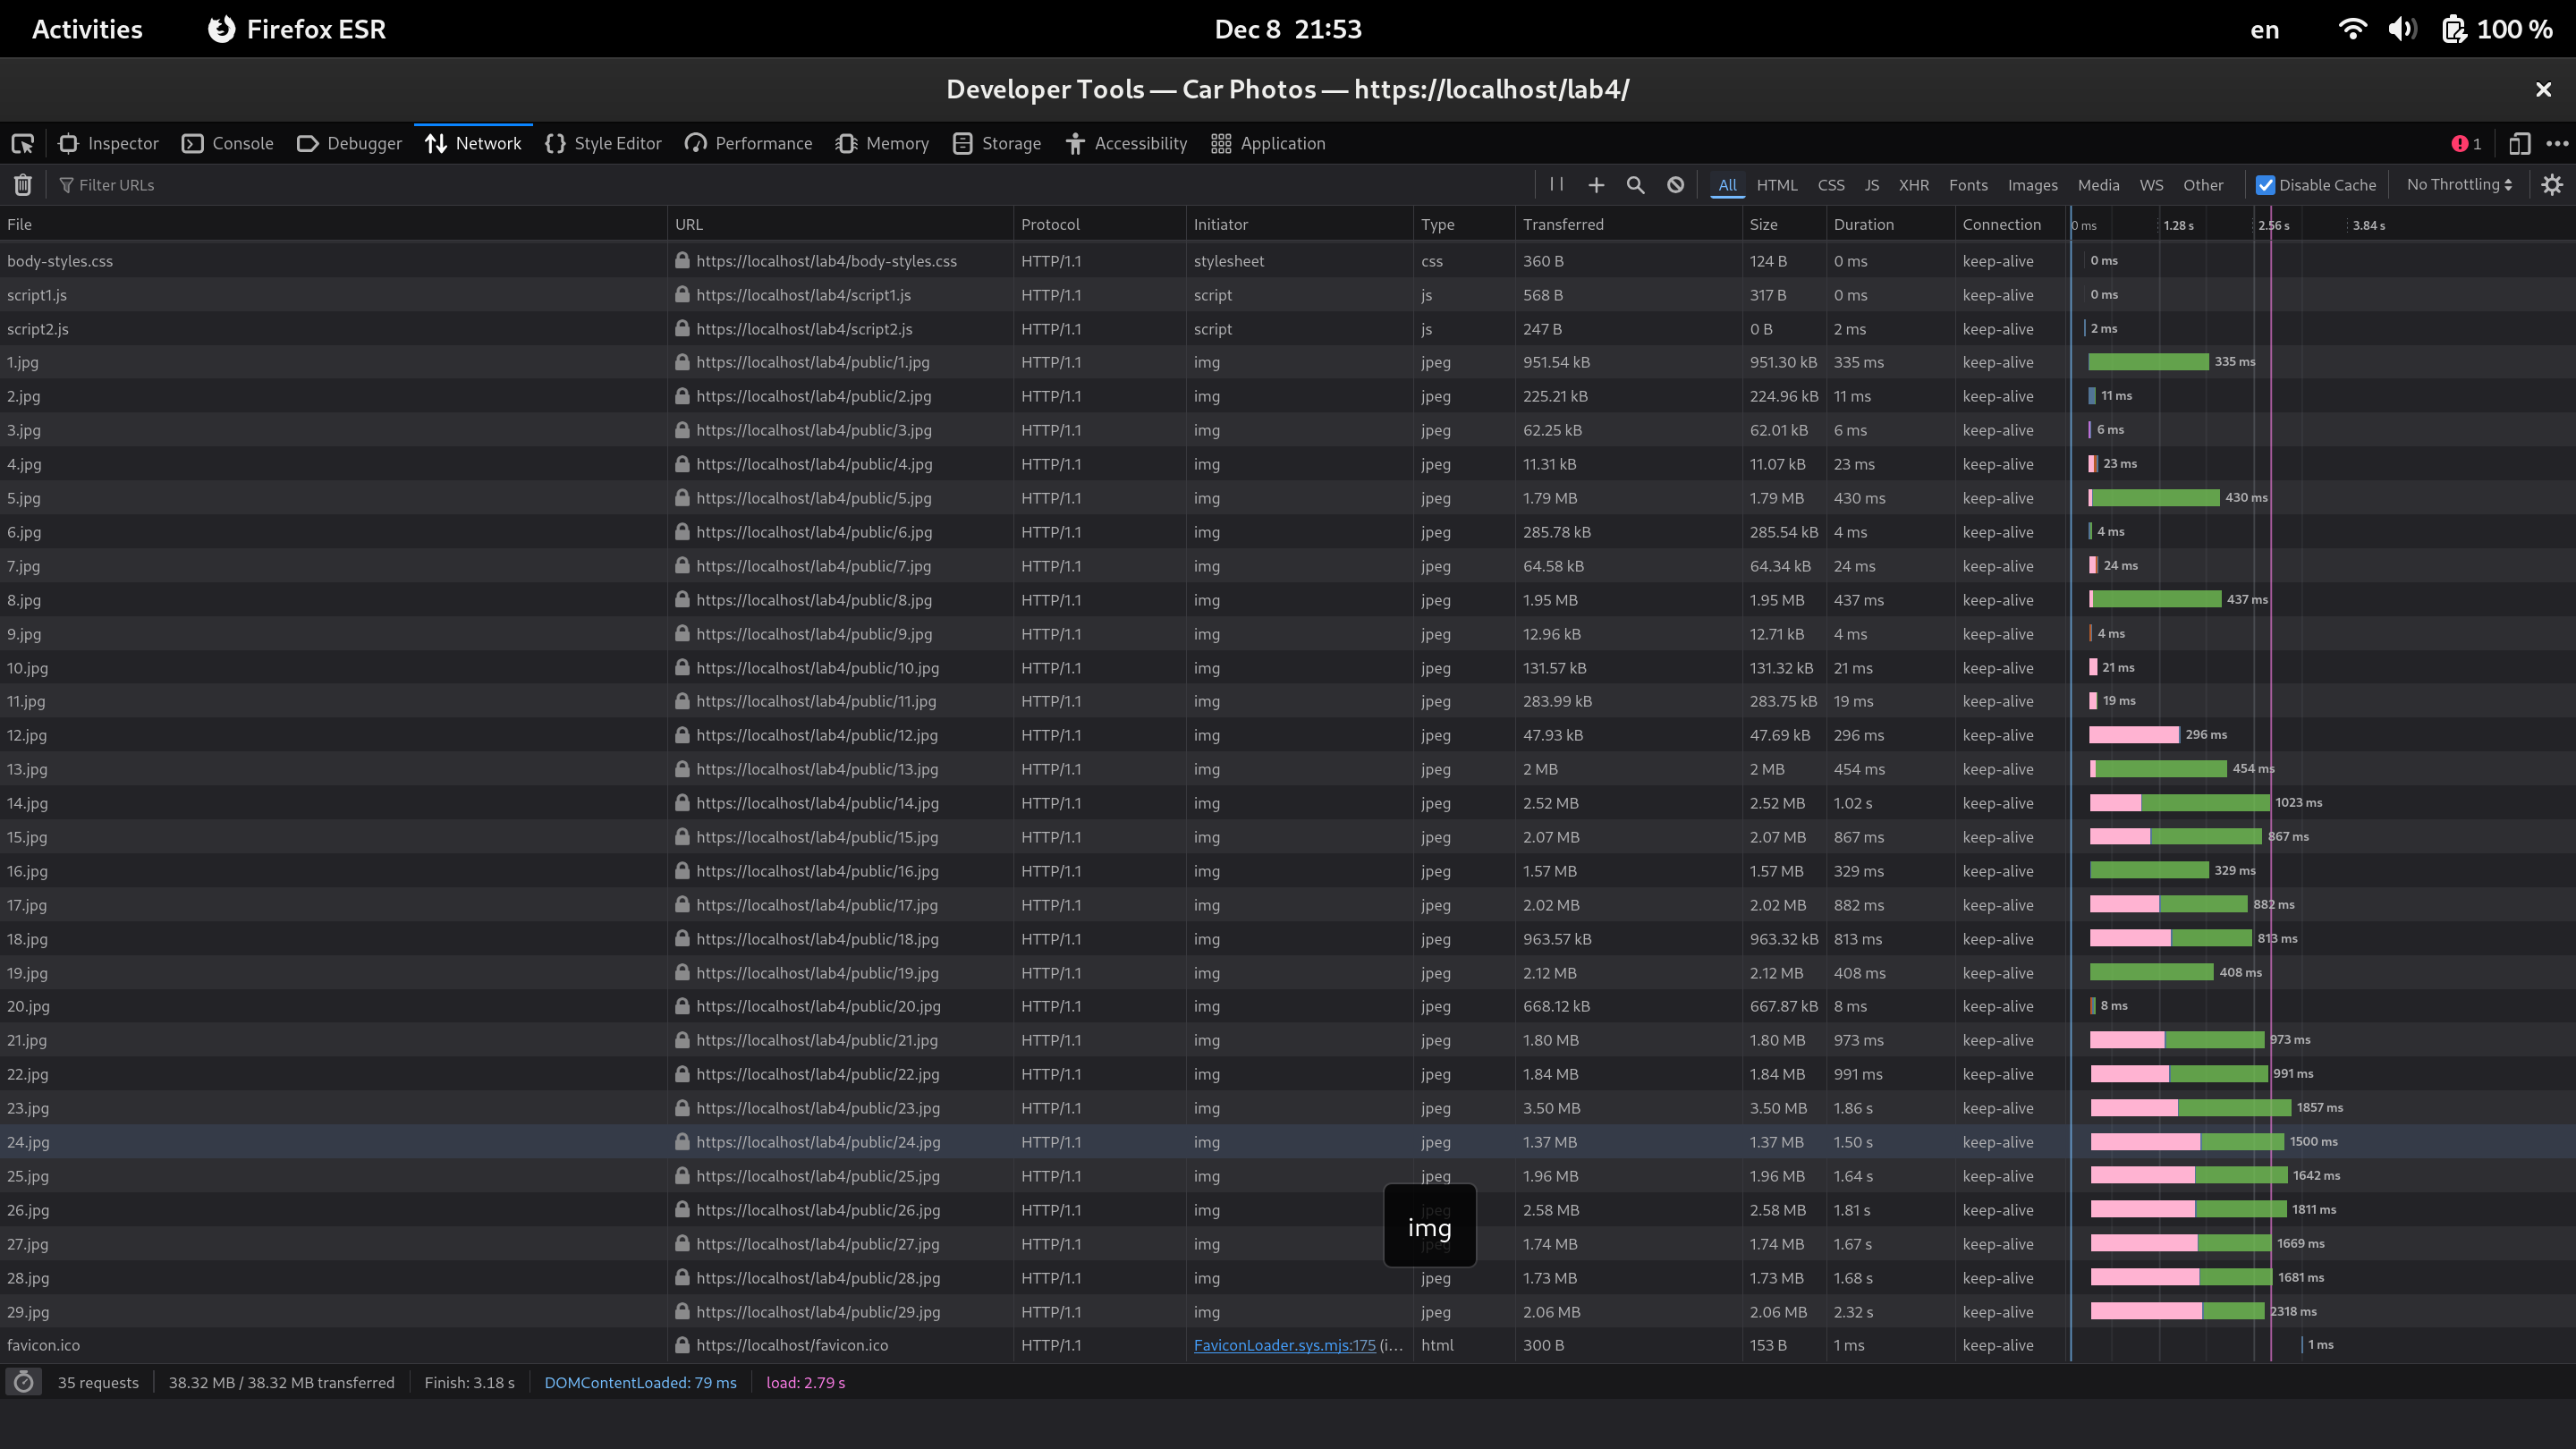 Activities Firefox ESR Dec 8 21:53 en 100 %
Developer Tools — Car Photos — https://localhost/lab4/
Inspector Console Debugger Network Style Editor Performance Memory Storage Accessibility Application 1
Filter URLs All HTML CSS JS XHR Fonts Images Media WS Other Disable Cache No Throttling
File URL Protocol Initiator Type Transferred Size Duration Connection 0 ms 1.28 s 2.56 s 3.84 s
body-styles.css https://localhost/lab4/body-styles.css HTTP/1.1 stylesheet css 360 B 124 B 0 ms keep-alive 0 ms
script1.js https://localhost/lab4/script1.js HTTP/1.1 script js 568 B 317 B 0 ms keep-alive 0 ms
script2.js https://localhost/lab4/script2.js HTTP/1.1 script js 247 B 0 B 2 ms keep-alive 2 ms
1.jpg https://localhost/lab4/public/1.jpg HTTP/1.1 img jpeg 951.54 kB 951.30 kB 335 ms keep-alive 335 ms
2.jpg https://localhost/lab4/public/2.jpg HTTP/1.1 img jpeg 225.21 kB 224.96 kB 11 ms keep-alive 11 ms
3.jpg https://localhost/lab4/public/3.jpg HTTP/1.1 img jpeg 62.25 kB 62.01 kB 6 ms keep-alive 6 ms
4.jpg https://localhost/lab4/public/4.jpg HTTP/1.1 img jpeg 11.31 kB 11.07 kB 23 ms keep-alive 23 ms
5.jpg https://localhost/lab4/public/5.jpg HTTP/1.1 img jpeg 1.79 MB 1.79 MB 430 ms keep-alive 430 ms
6.jpg https://localhost/lab4/public/6.jpg HTTP/1.1 img jpeg 285.78 kB 285.54 kB 4 ms keep-alive 4 ms
7.jpg https://localhost/lab4/public/7.jpg HTTP/1.1 img jpeg 64.58 kB 64.34 kB 24 ms keep-alive 24 ms
8.jpg https://localhost/lab4/public/8.jpg HTTP/1.1 img jpeg 1.95 MB 1.95 MB 437 ms keep-alive 437 ms
9.jpg https://localhost/lab4/public/9.jpg HTTP/1.1 img jpeg 12.96 kB 12.71 kB 4 ms keep-alive 4 ms
10.jpg https://localhost/lab4/public/10.jpg HTTP/1.1 img jpeg 131.57 kB 131.32 kB 21 ms keep-alive 21 ms
11.jpg https://localhost/lab4/public/11.jpg HTTP/1.1 img jpeg 283.99 kB 283.75 kB 19 ms keep-alive 19 ms
12.jpg https://localhost/lab4/public/12.jpg HTTP/1.1 img jpeg 47.93 kB 47.69 kB 296 ms keep-alive 296 ms
13.jpg https://localhost/lab4/public/13.jpg HTTP/1.1 img jpeg 2 MB 2 MB 454 ms keep-alive 454 ms
14.jpg https://localhost/lab4/public/14.jpg HTTP/1.1 img jpeg 2.52 MB 2.52 MB 1.02 s keep-alive 1023 ms
15.jpg https://localhost/lab4/public/15.jpg HTTP/1.1 img jpeg 2.07 MB 2.07 MB 867 ms keep-alive 867 ms
16.jpg https://localhost/lab4/public/16.jpg HTTP/1.1 img jpeg 1.57 MB 1.57 MB 329 ms keep-alive 329 ms
17.jpg https://localhost/lab4/public/17.jpg HTTP/1.1 img jpeg 2.02 MB 2.02 MB 882 ms keep-alive 882 ms
18.jpg https://localhost/lab4/public/18.jpg HTTP/1.1 img jpeg 963.57 kB 963.32 kB 813 ms keep-alive 813 ms
19.jpg https://localhost/lab4/public/19.jpg HTTP/1.1 img jpeg 2.12 MB 2.12 MB 408 ms keep-alive 408 ms
20.jpg https://localhost/lab4/public/20.jpg HTTP/1.1 img jpeg 668.12 kB 667.87 kB 8 ms keep-alive 8 ms
21.jpg https://localhost/lab4/public/21.jpg HTTP/1.1 img jpeg 1.80 MB 1.80 MB 973 ms keep-alive 973 ms
22.jpg https://localhost/lab4/public/22.jpg HTTP/1.1 img jpeg 1.84 MB 1.84 MB 991 ms keep-alive 991 ms
23.jpg https://localhost/lab4/public/23.jpg HTTP/1.1 img jpeg 3.50 MB 3.50 MB 1.86 s keep-alive 1857 ms
24.jpg https://localhost/lab4/public/24.jpg HTTP/1.1 img jpeg 1.37 MB 1.37 MB 1.50 s keep-alive 1500 ms
25.jpg https://localhost/lab4/public/25.jpg HTTP/1.1 img jpeg 1.96 MB 1.96 MB 1.64 s keep-alive 1642 ms
26.jpg https://localhost/lab4/public/26.jpg HTTP/1.1 img jpeg 2.58 MB 2.58 MB 1.81 s keep-alive 1811 ms
img
27.jpg https://localhost/lab4/public/27.jpg HTTP/1.1 img jpeg 1.74 MB 1.74 MB 1.67 s keep-alive 1669 ms
28.jpg https://localhost/lab4/public/28.jpg HTTP/1.1 img jpeg 1.73 MB 1.73 MB 1.68 s keep-alive 1681 ms
29.jpg https://localhost/lab4/public/29.jpg HTTP/1.1 img jpeg 2.06 MB 2.06 MB 2.32 s keep-alive 2318 ms
favicon.ico https://localhost/favicon.ico HTTP/1.1 FaviconLoader.sys.mjs:175 (i... html 300 B 153 B 1 ms keep-alive 1 ms
35 requests 38.32 MB / 38.32 MB transferred Finish: 3.18 s DOMContentLoaded: 79 ms load: 2.79 s